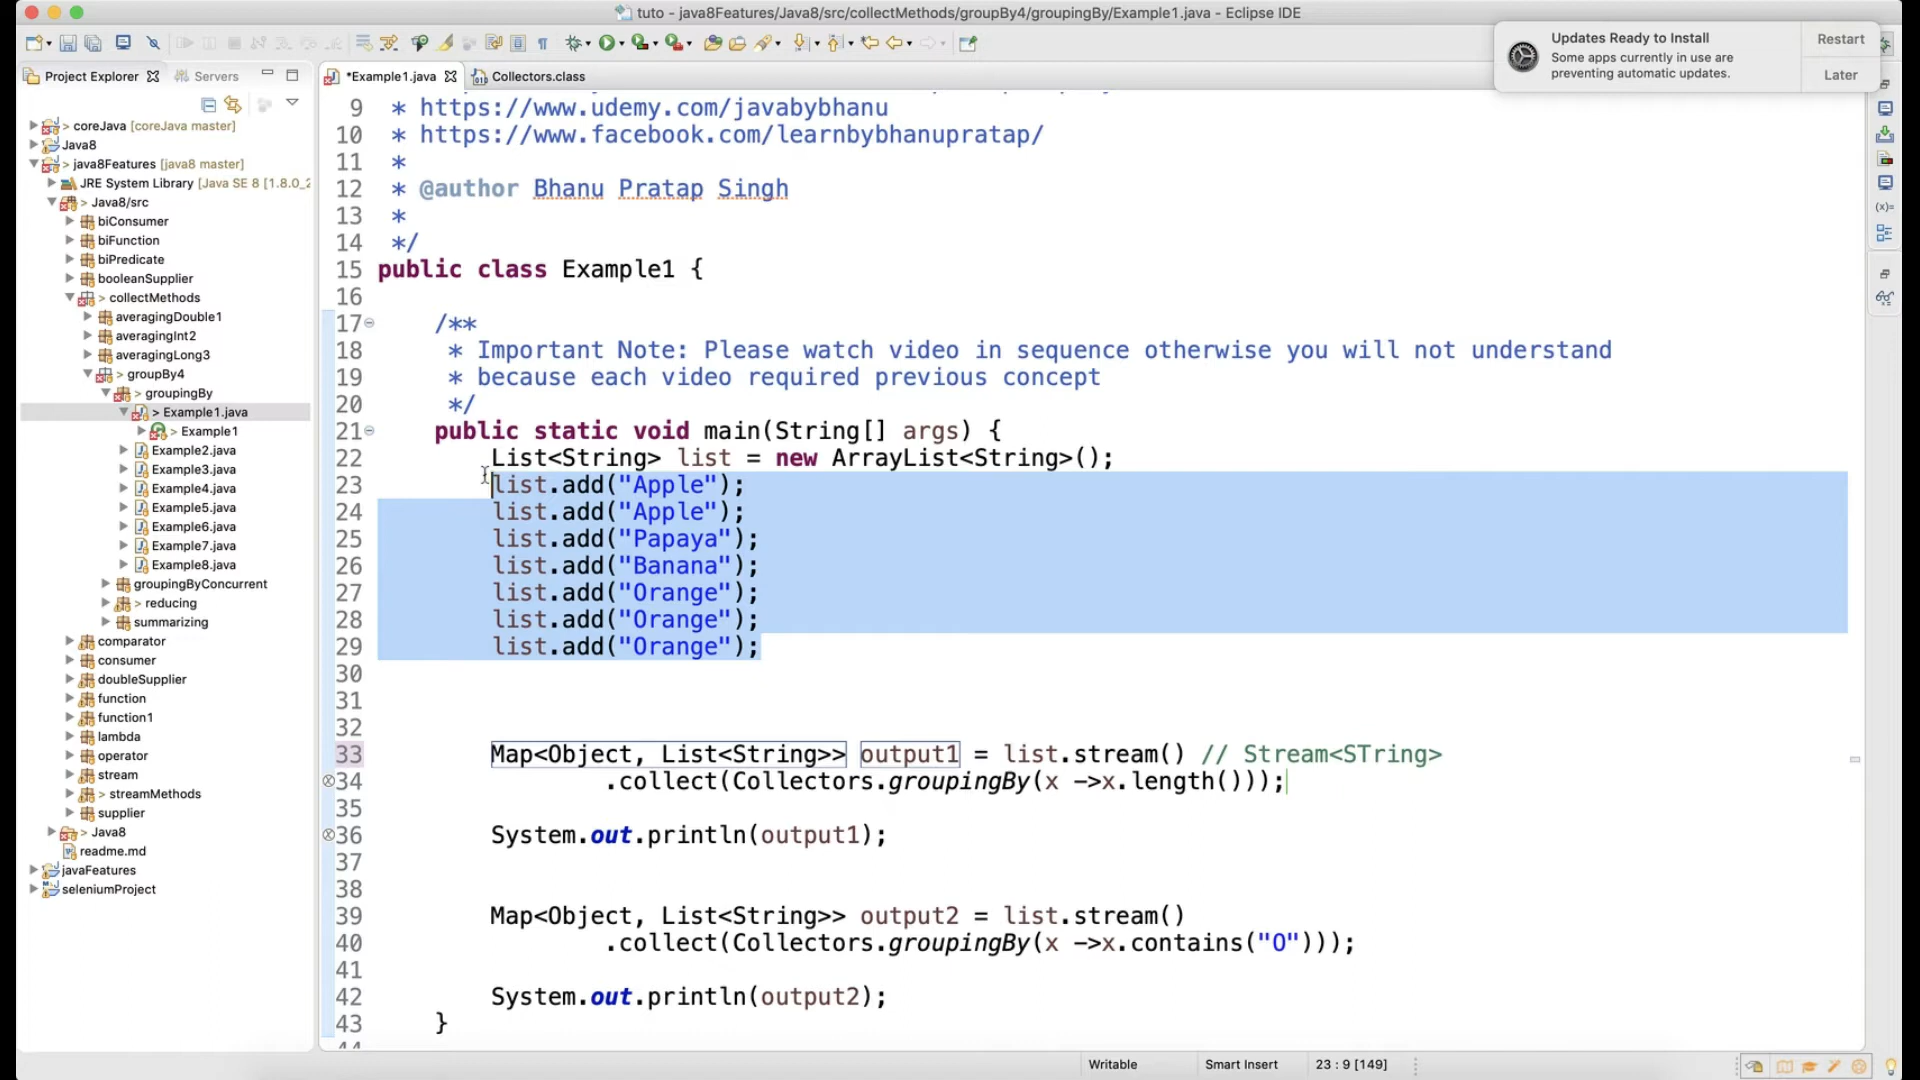 tuto - java8Features/Java8/src/collectMethods/groupBy4/groupingBy/Example1.java - Eclipse IDE
Updates Ready to Install
Some apps currently in use are
preventing automatic updates.
Restart
Later
Project Explorer
Servers
*Example1.java
Collectors.class
> coreJava [coreJava master]
Java8
> java8Features [java8 master]
JRE System Library [Java SE 8 [1.8.0_2
> Java8/src
biConsumer
biFunction
biPredicate
booleanSupplier
> collectMethods
averagingDouble1
averagingInt2
averagingLong3
> groupBy4
> groupingBy
> Example1.java
> Example1
Example2.java
Example3.java
Example4.java
Example5.java
Example6.java
Example7.java
Example8.java
groupingByConcurrent
> reducing
summarizing
comparator
consumer
doubleSupplier
function
function1
lambda
operator
stream
> streamMethods
supplier
> Java8
readme.md
javaFeatures
seleniumProject
9 * https://www.udemy.com/javabybhanu
10 * https://www.facebook.com/learnbybhanupratap/
11 *
12 * @author Bhanu Pratap Singh
13 *
14 */
15 public class Example1 {
16
17 /**
18 * Important Note: Please watch video in sequence otherwise you will not understand
19 * because each video required previous concept
20 */
21 public static void main(String[] args) {
22 List<String> list = new ArrayList<String>();
23 list.add("Apple");
24 list.add("Apple");
25 list.add("Papaya");
26 list.add("Banana");
27 list.add("Orange");
28 list.add("Orange");
29 list.add("Orange");
30
31
32
33 Map<Object, List<String>> output1 = list.stream() // Stream<STring>
34 .collect(Collectors.groupingBy(x ->x.length()));
35
36 System.out.println(output1);
37
38
39 Map<Object, List<String>> output2 = list.stream()
40 .collect(Collectors.groupingBy(x ->x.contains("O")));
41
42 System.out.println(output2);
43 }
Writable
Smart Insert
23 : 9 [149]